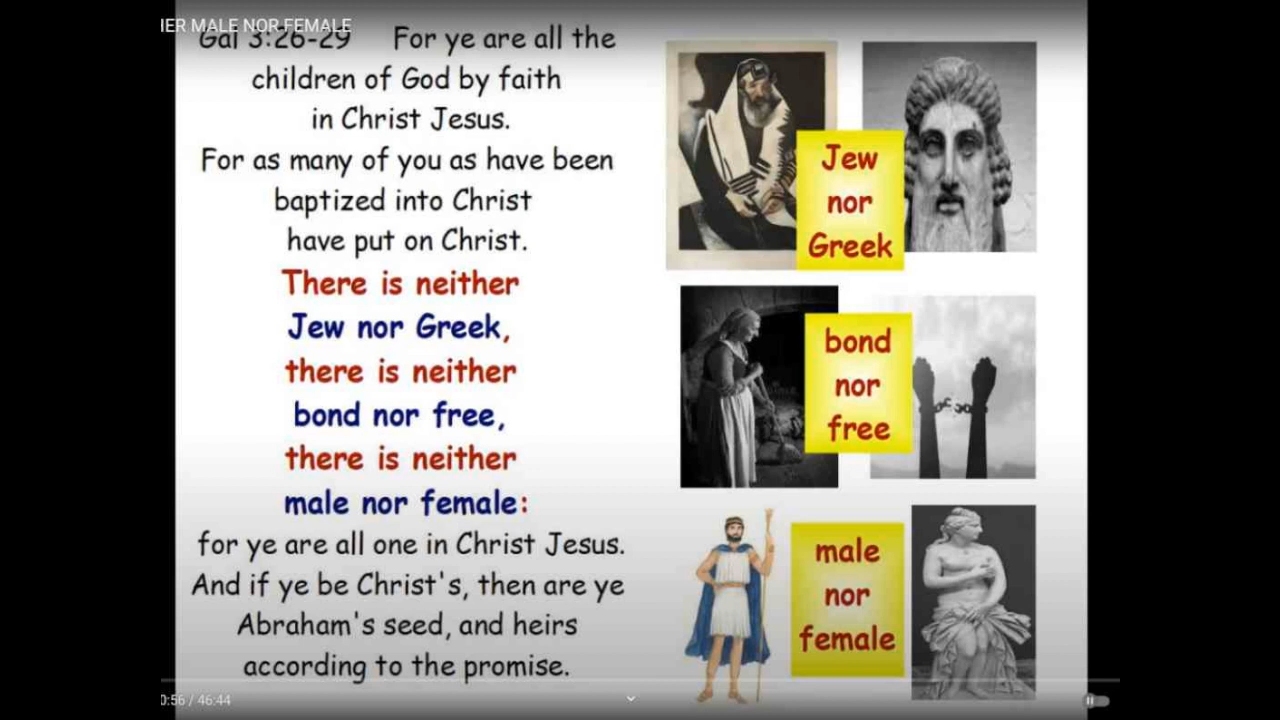 IER MALE NOR FEMALE
Gal 3:26-29 For ye are all the
children of God by faith
in Christ Jesus.
For as many of you as have been
baptized into Christ
have put on Christ.
There is neither
Jew nor Greek,
there is neither
bond nor free,
there is neither
male nor female:
for ye are all one in Christ Jesus.
And if ye be Christ's, then are ye
Abraham's seed, and heirs
according to the promise.
Jew
nor
Greek
bond
nor
free
male
nor
female
0:56 / 46:44